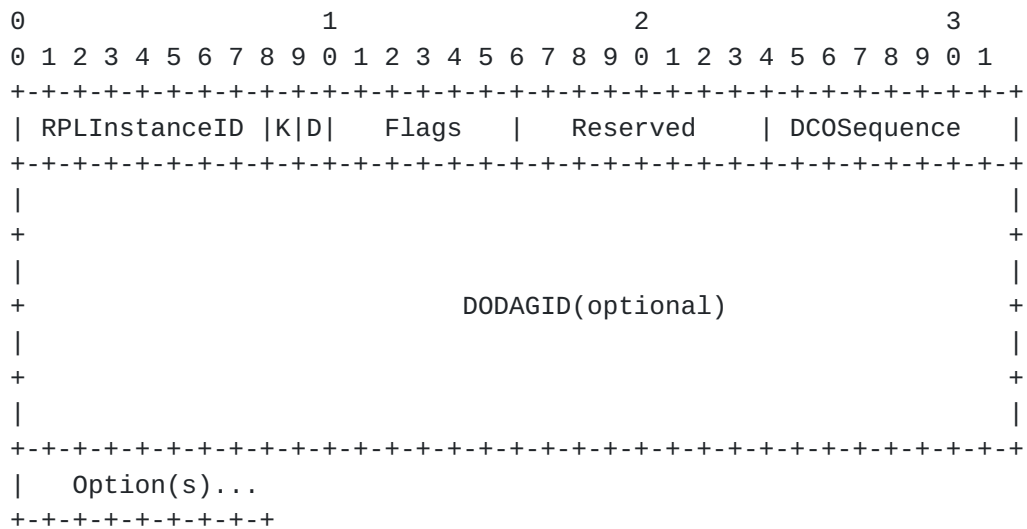 0                   1                   2                   3
0 1 2 3 4 5 6 7 8 9 0 1 2 3 4 5 6 7 8 9 0 1 2 3 4 5 6 7 8 9 0 1
+-+-+-+-+-+-+-+-+-+-+-+-+-+-+-+-+-+-+-+-+-+-+-+-+-+-+-+-+-+-+-+-+
| RPLInstanceID |K|D|   Flags   |   Reserved    | DCOSequence   |
+-+-+-+-+-+-+-+-+-+-+-+-+-+-+-+-+-+-+-+-+-+-+-+-+-+-+-+-+-+-+-+-+
|                                                               |
+                                                               +
|                                                               |
+                            DODAGID(optional)                  +
|                                                               |
+                                                               +
|                                                               |
+-+-+-+-+-+-+-+-+-+-+-+-+-+-+-+-+-+-+-+-+-+-+-+-+-+-+-+-+-+-+-+-+
|   Option(s)...
+-+-+-+-+-+-+-+-+